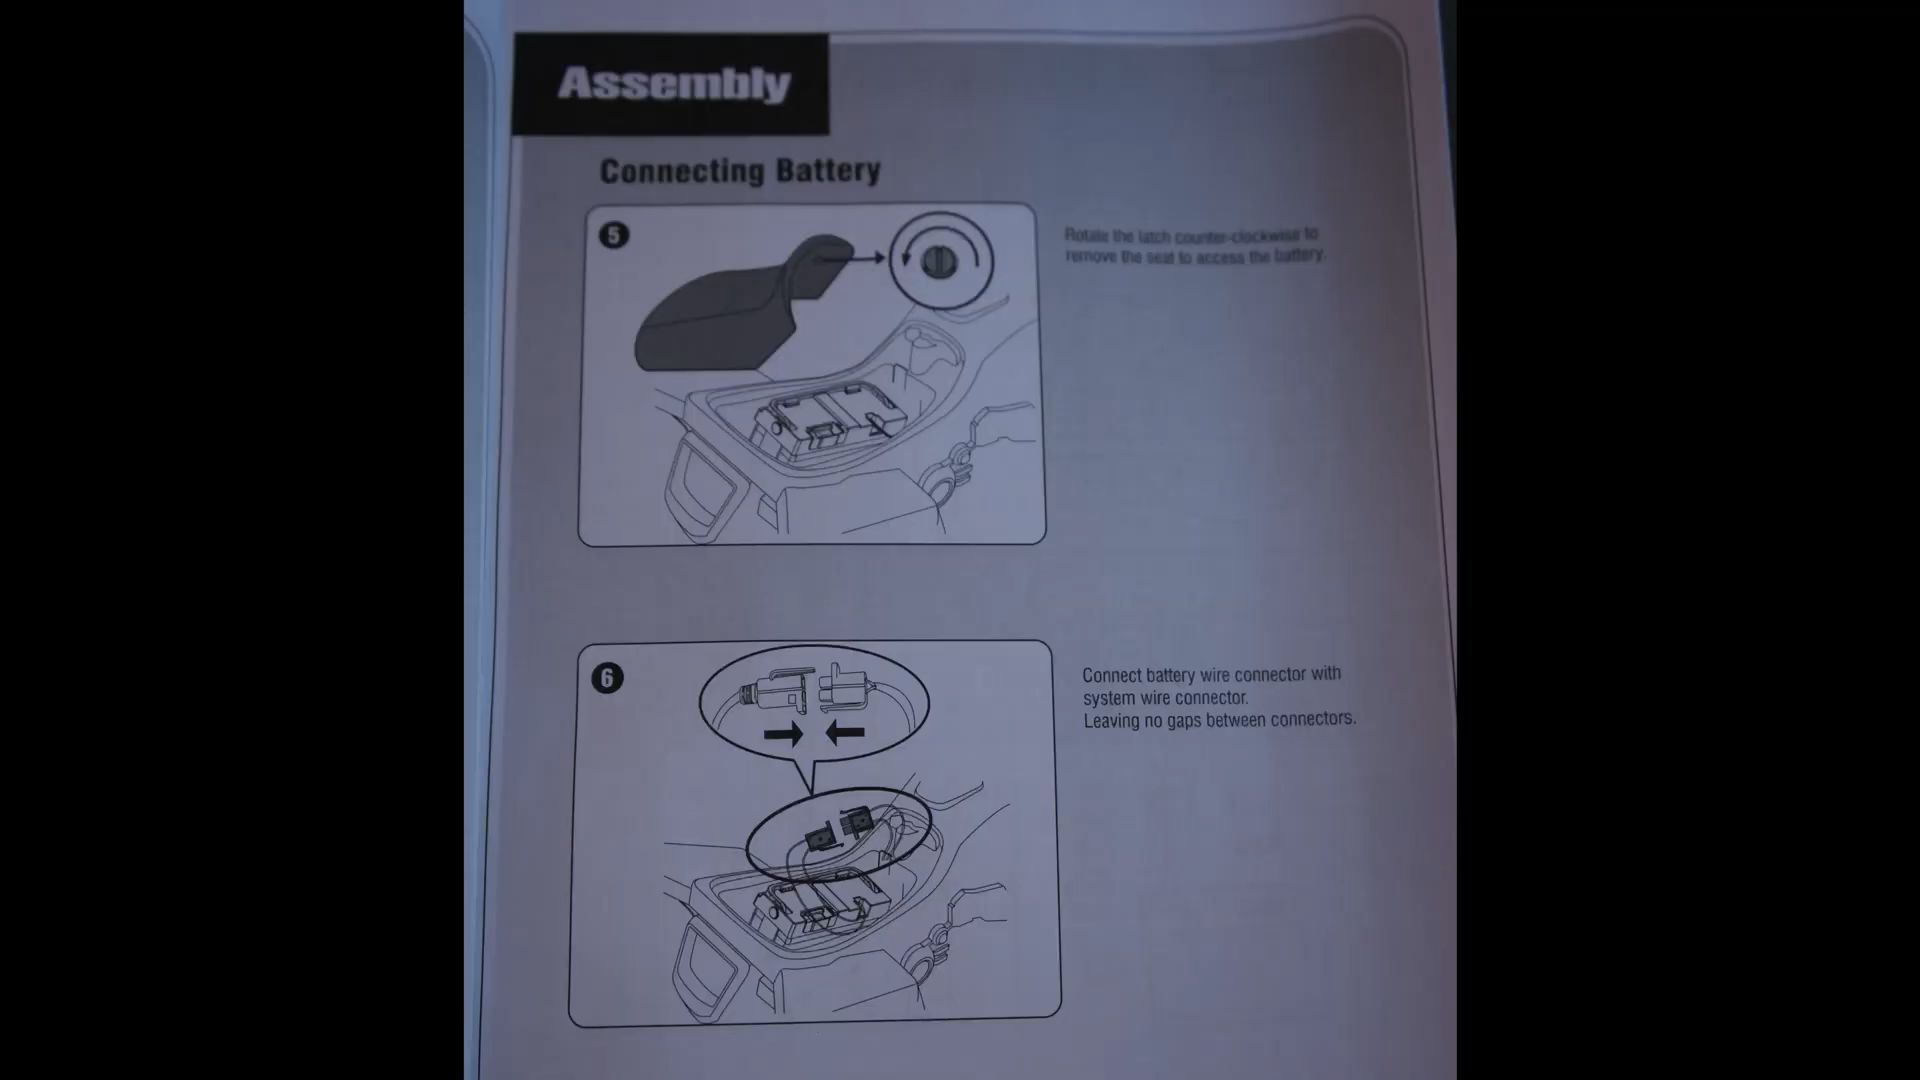 Assembly
Connecting Battery
5
Rotate the latch counter-clockwise to
remove the seat to access the battery.
6
Connect battery wire connector with
system wire connector.
Leaving no gaps between connectors.